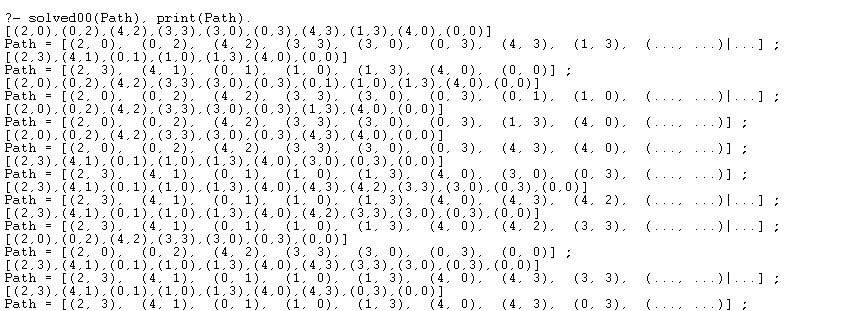 ?- solved00(Path), print(Path).
[(2,0),(0,2),(4,2),(3,3),(3,0),(0,3),(4,3),(1,3),(4,0),(0,0)]
Path = [(2, 0),  (0, 2),  (4, 2),  (3, 3),  (3, 0),  (0, 3),  (4, 3),  (1, 3),  (..., ...)|...] ;
[(2,3),(4,1),(0,1),(1,0),(1,3),(4,0),(0,0)]
Path = [(2, 3),  (4, 1),  (0, 1),  (1, 0),  (1, 3),  (4, 0),  (0, 0)] ;
[(2,0),(0,2),(4,2),(3,3),(3,0),(0,3),(0,1),(1,0),(1,3),(4,0),(0,0)]
Path = [(2, 0),  (0, 2),  (4, 2),  (3, 3),  (3, 0),  (0, 3),  (0, 1),  (1, 0),  (..., ...)|...] ;
[(2,0),(0,2),(4,2),(3,3),(3,0),(0,3),(1,3),(4,0),(0,0)]
Path = [(2, 0),  (0, 2),  (4, 2),  (3, 3),  (3, 0),  (0, 3),  (1, 3),  (4, 0),  (..., ...)] ;
[(2,0),(0,2),(4,2),(3,3),(3,0),(0,3),(4,3),(4,0),(0,0)]
Path = [(2, 0),  (0, 2),  (4, 2),  (3, 3),  (3, 0),  (0, 3),  (4, 3),  (4, 0),  (..., ...)] ;
[(2,3),(4,1),(0,1),(1,0),(1,3),(4,0),(3,0),(0,3),(0,0)]
Path = [(2, 3),  (4, 1),  (0, 1),  (1, 0),  (1, 3),  (4, 0),  (3, 0),  (0, 3),  (..., ...)] ;
[(2,3),(4,1),(0,1),(1,0),(1,3),(4,0),(4,3),(4,2),(3,3),(3,0),(0,3),(0,0)]
Path = [(2, 3),  (4, 1),  (0, 1),  (1, 0),  (1, 3),  (4, 0),  (4, 3),  (4, 2),  (..., ...)|...] ;
[(2,3),(4,1),(0,1),(1,0),(1,3),(4,0),(4,2),(3,3),(3,0),(0,3),(0,0)]
Path = [(2, 3),  (4, 1),  (0, 1),  (1, 0),  (1, 3),  (4, 0),  (4, 2),  (3, 3),  (..., ...)|...] ;
[(2,0),(0,2),(4,2),(3,3),(3,0),(0,3),(0,0)]
Path = [(2, 0),  (0, 2),  (4, 2),  (3, 3),  (3, 0),  (0, 3),  (0, 0)] ;
[(2,3),(4,1),(0,1),(1,0),(1,3),(4,0),(4,3),(3,3),(3,0),(0,3),(0,0)]
Path = [(2, 3),  (4, 1),  (0, 1),  (1, 0),  (1, 3),  (4, 0),  (4, 3),  (3, 3),  (..., ...)|...] ;
[(2,3),(4,1),(0,1),(1,0),(1,3),(4,0),(4,3),(0,3),(0,0)]
Path = [(2, 3),  (4, 1),  (0, 1),  (1, 0),  (1, 3),  (4, 0),  (4, 3),  (0, 3),  (..., ...)] ;